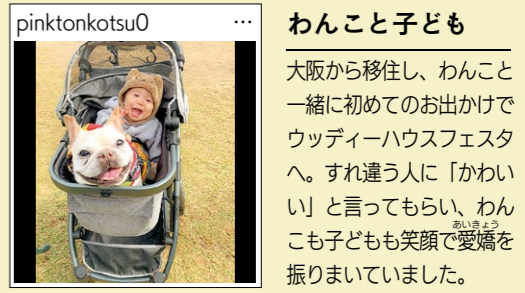 pinktonkotsu0 …
わんこと子ども
大阪から移住し、わんこと
一緒に初めてのお出かけで
ウッディーハウスフェスタ
へ。すれ違う人に「かわい
い」と言ってもらい、わん
こも子どもも笑顔で愛嬌を
あいきょう
振りまいていました。